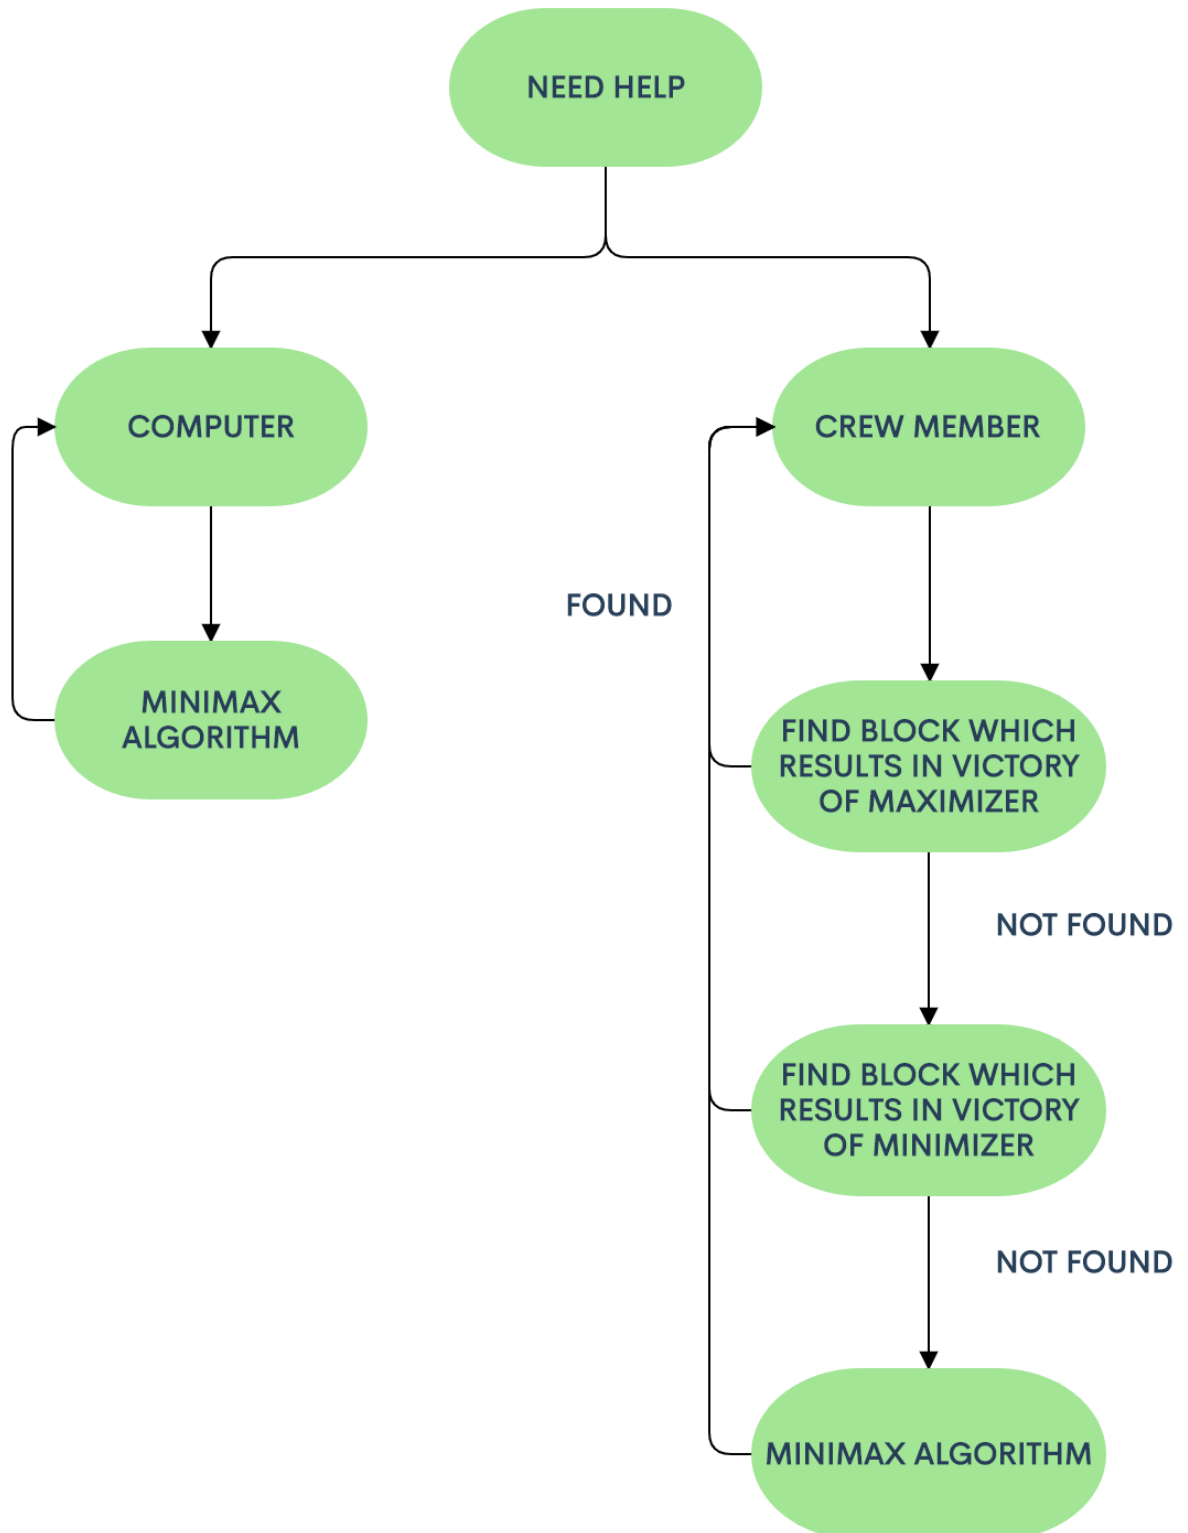 NEED HELP
COMPUTER
CREW MEMBER
FOUND
MINIMAX
ALGORITHM
FIND BLOCK WHICH
RESULTS IN VICTORY
OF MAXIMIZER
NOT FOUND
FIND BLOCK WHICH
RESULTS IN VICTORY
OF MINIMIZER
NOT FOUND
MINIMAX ALGORITHM